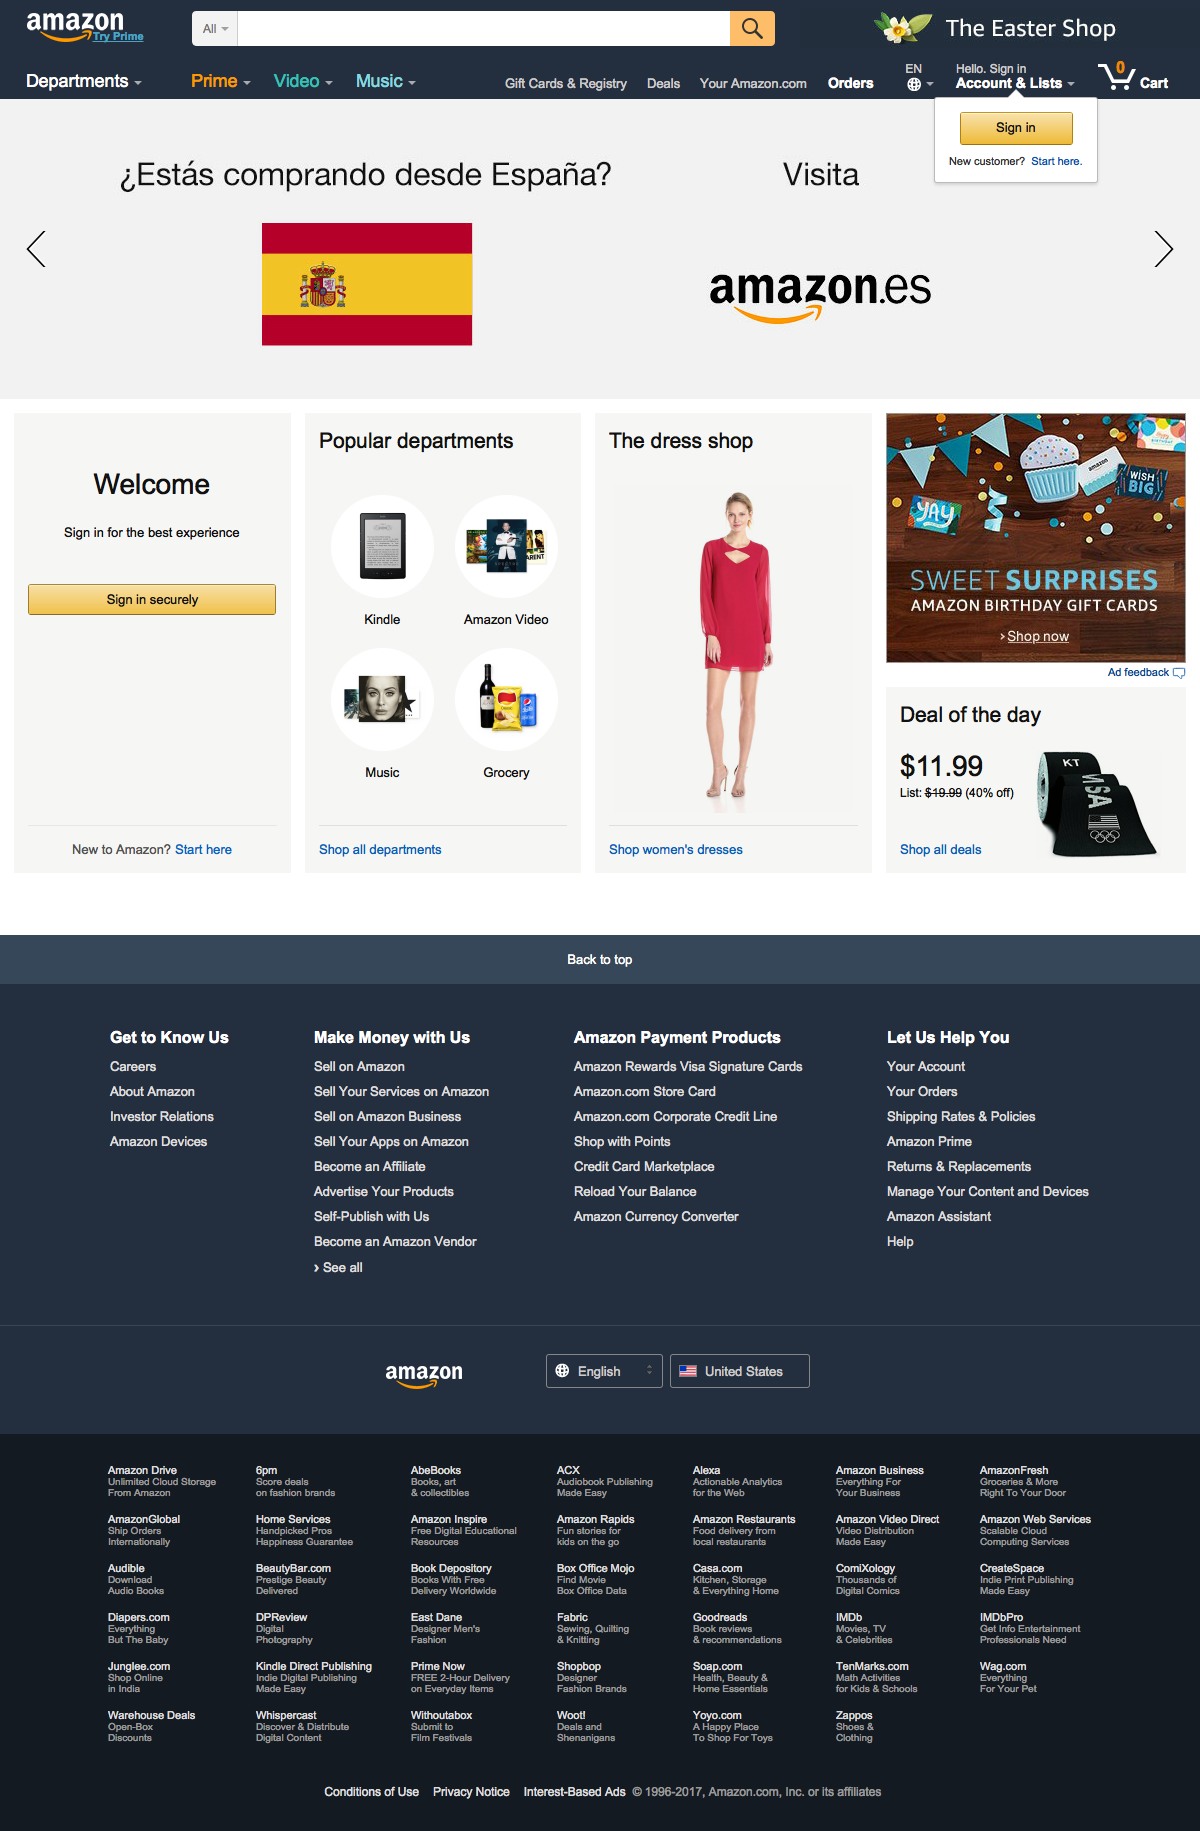 amazon
Try Prime
All
The Easter Shop
Departments
Prime
Video
Music
Gift Cards & Registry
Deals
Your Amazon.com
Orders
EN
Hello. Sign in
Account & Lists
0
Cart
Sign in
New customer? Start here.
¿Estás comprando desde España?
Visita
amazon.es
Welcome
Sign in for the best experience
Sign in securely
New to Amazon? Start here
Popular departments
Kindle
Amazon Video
Music
Grocery
Shop all departments
The dress shop
Shop women's dresses
amazon
WISH
BIG
YAY
SWEET SURPRISES
AMAZON BIRTHDAY GIFT CARDS
Shop now
Ad feedback
Deal of the day
$11.99
List: $19.99 (40% off)
KT
USA
Shop all deals
Back to top
Get to Know Us
Careers
About Amazon
Investor Relations
Amazon Devices
Make Money with Us
Sell on Amazon
Sell Your Services on Amazon
Sell on Amazon Business
Sell Your Apps on Amazon
Become an Affiliate
Advertise Your Products
Self-Publish with Us
Become an Amazon Vendor
› See all
Amazon Payment Products
Amazon Rewards Visa Signature Cards
Amazon.com Store Card
Amazon.com Corporate Credit Line
Shop with Points
Credit Card Marketplace
Reload Your Balance
Amazon Currency Converter
Let Us Help You
Your Account
Your Orders
Shipping Rates & Policies
Amazon Prime
Returns & Replacements
Manage Your Content and Devices
Amazon Assistant
Help
amazon
English
United States
Amazon Drive
Unlimited Cloud Storage
From Amazon
6pm
Score deals
on fashion brands
AbeBooks
Books, art
& collectibles
ACX
Audiobook Publishing
Made Easy
Alexa
Actionable Analytics
for the Web
Amazon Business
Everything For
Your Business
AmazonFresh
Groceries & More
Right To Your Door
AmazonGlobal
Ship Orders
Internationally
Home Services
Handpicked Pros
Happiness Guarantee
Amazon Inspire
Free Digital Educational
Resources
Amazon Rapids
Fun stories for
kids on the go
Amazon Restaurants
Food delivery from
local restaurants
Amazon Video Direct
Video Distribution
Made Easy
Amazon Web Services
Scalable Cloud
Computing Services
Audible
Download
Audio Books
BeautyBar.com
Prestige Beauty
Delivered
Book Depository
Books With Free
Delivery Worldwide
Box Office Mojo
Find Movie
Box Office Data
Casa.com
Kitchen, Storage
& Everything Home
ComiXology
Thousands of
Digital Comics
CreateSpace
Indie Print Publishing
Made Easy
Diapers.com
Everything
But The Baby
DPReview
Digital
Photography
East Dane
Designer Men's
Fashion
Fabric
Sewing, Quilting
& Knitting
Goodreads
Book reviews
& recommendations
IMDb
Movies, TV
& Celebrities
IMDbPro
Get Info Entertainment
Professionals Need
Junglee.com
Shop Online
in India
Kindle Direct Publishing
Indie Digital Publishing
Made Easy
Prime Now
FREE 2-Hour Delivery
on Everyday Items
Shopbop
Designer
Fashion Brands
Soap.com
Health, Beauty &
Home Essentials
TenMarks.com
Math Activities
for Kids & Schools
Wag.com
Everything
For Your Pet
Warehouse Deals
Open-Box
Discounts
Whispercast
Discover & Distribute
Digital Content
Withoutabox
Submit to
Film Festivals
Woot!
Deals and
Shenanigans
Yoyo.com
A Happy Place
To Shop For Toys
Zappos
Shoes &
Clothing
Conditions of Use
Privacy Notice
Interest-Based Ads
© 1996-2017, Amazon.com, Inc. or its affiliates